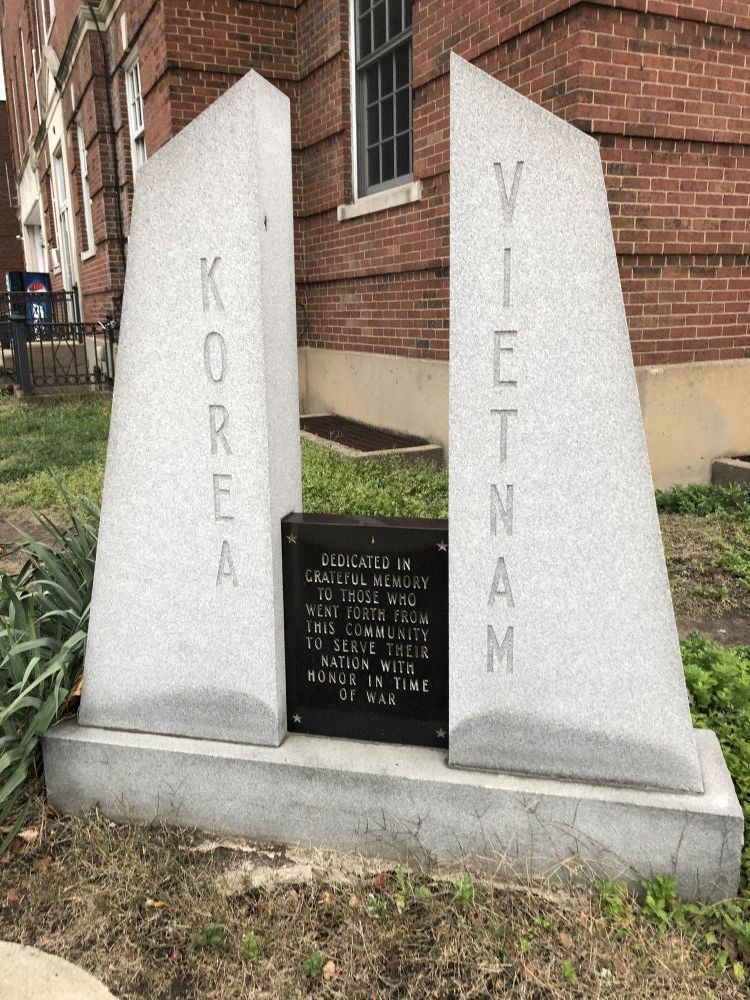 KOREA
VIETNAM
DEDICATED IN
GRATEFUL MEMORY
TO THOSE WHO
WENT FORTH FROM
THIS COMMUNITY
TO SERVE THEIR
NATION WITH
HONOR IN TIME
OF WAR